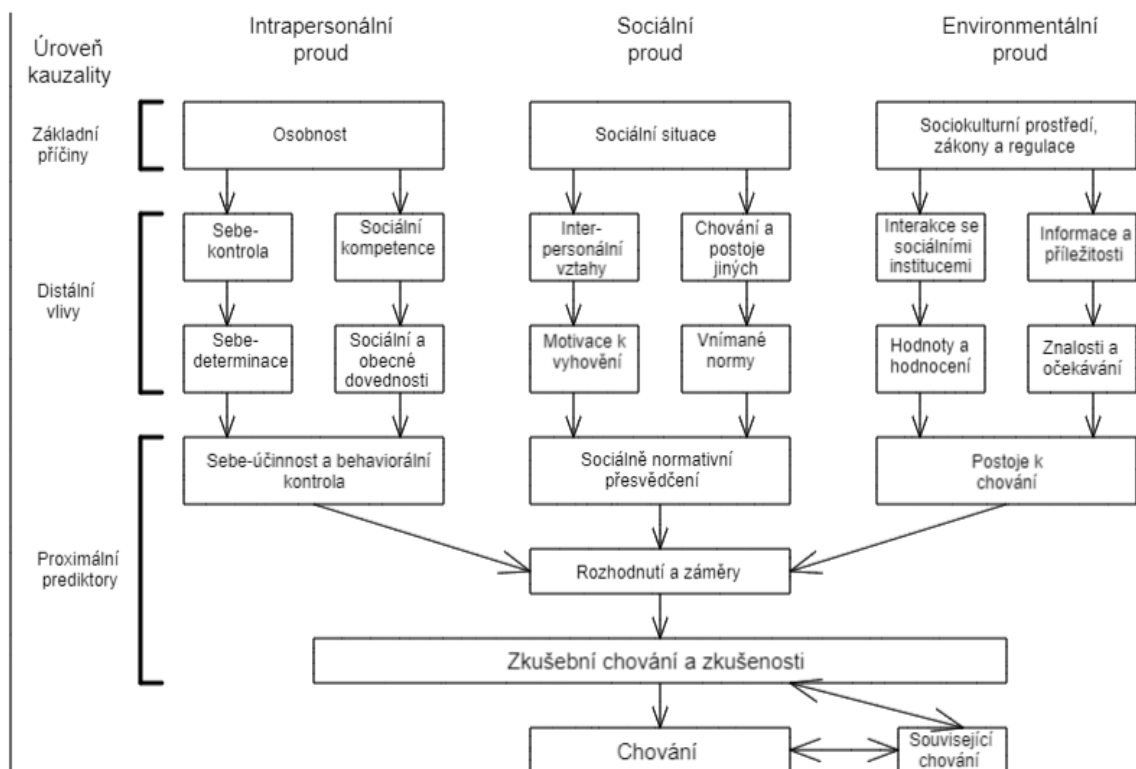 Úroveň
kauzality
Intrapersonální
proud
Sociální
proud
Environmentální
proud
Základní
příčiny
Osobnost
Sociální situace
Sociokulturní prostředí,
zákony a regulace
Distální
vlivy
Sebe-
kontrola
Sociální
kompetence
Inter-
personální
vztahy
Chování a
postoje
jiných
Interakce se
sociálními
institucemi
Informace a
příležitosti
Sebe-
determinace
Sociální a
obecné
dovednosti
Motivace k
vyhovění
Vnímané
normy
Hodnoty a
hodnocení
Znalosti a
očekávání
Proximální
prediktory
Sebe-účinnost a behaviorální
kontrola
Sociálně normativní
přesvědčení
Postoje k
chování
Rozhodnutí a záměry
Zkušební chování a zkušenosti
Chování
Související
chování